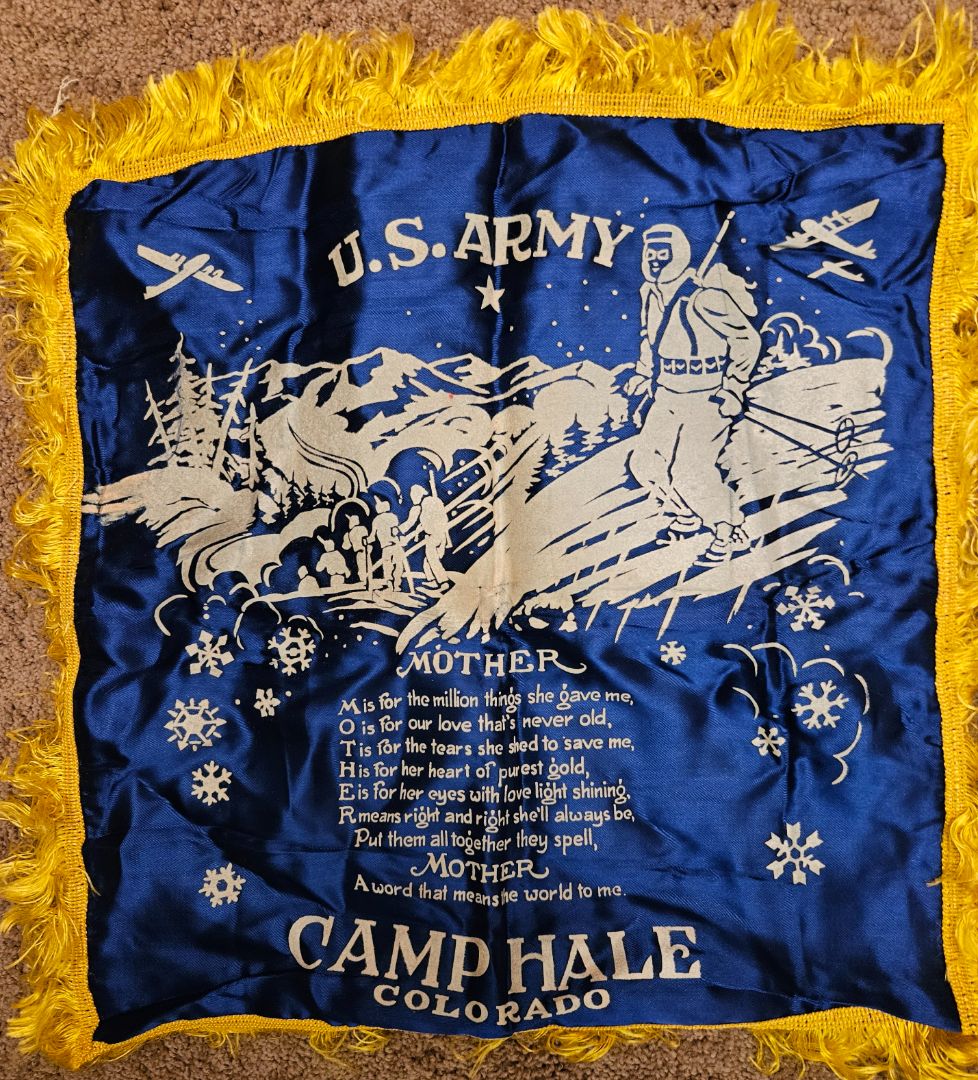 U.S. ARMY
MOTHER
M is for the million things she gave me,
O is for our love that's never old,
T is for the tears she shed to save me,
H is for her heart of purest gold,
E is for her eyes with love light shining,
R means right and right she'll always be,
Put them all together they spell,
MOTHER
A word that means the world to me.
CAMP HALE
COLORADO